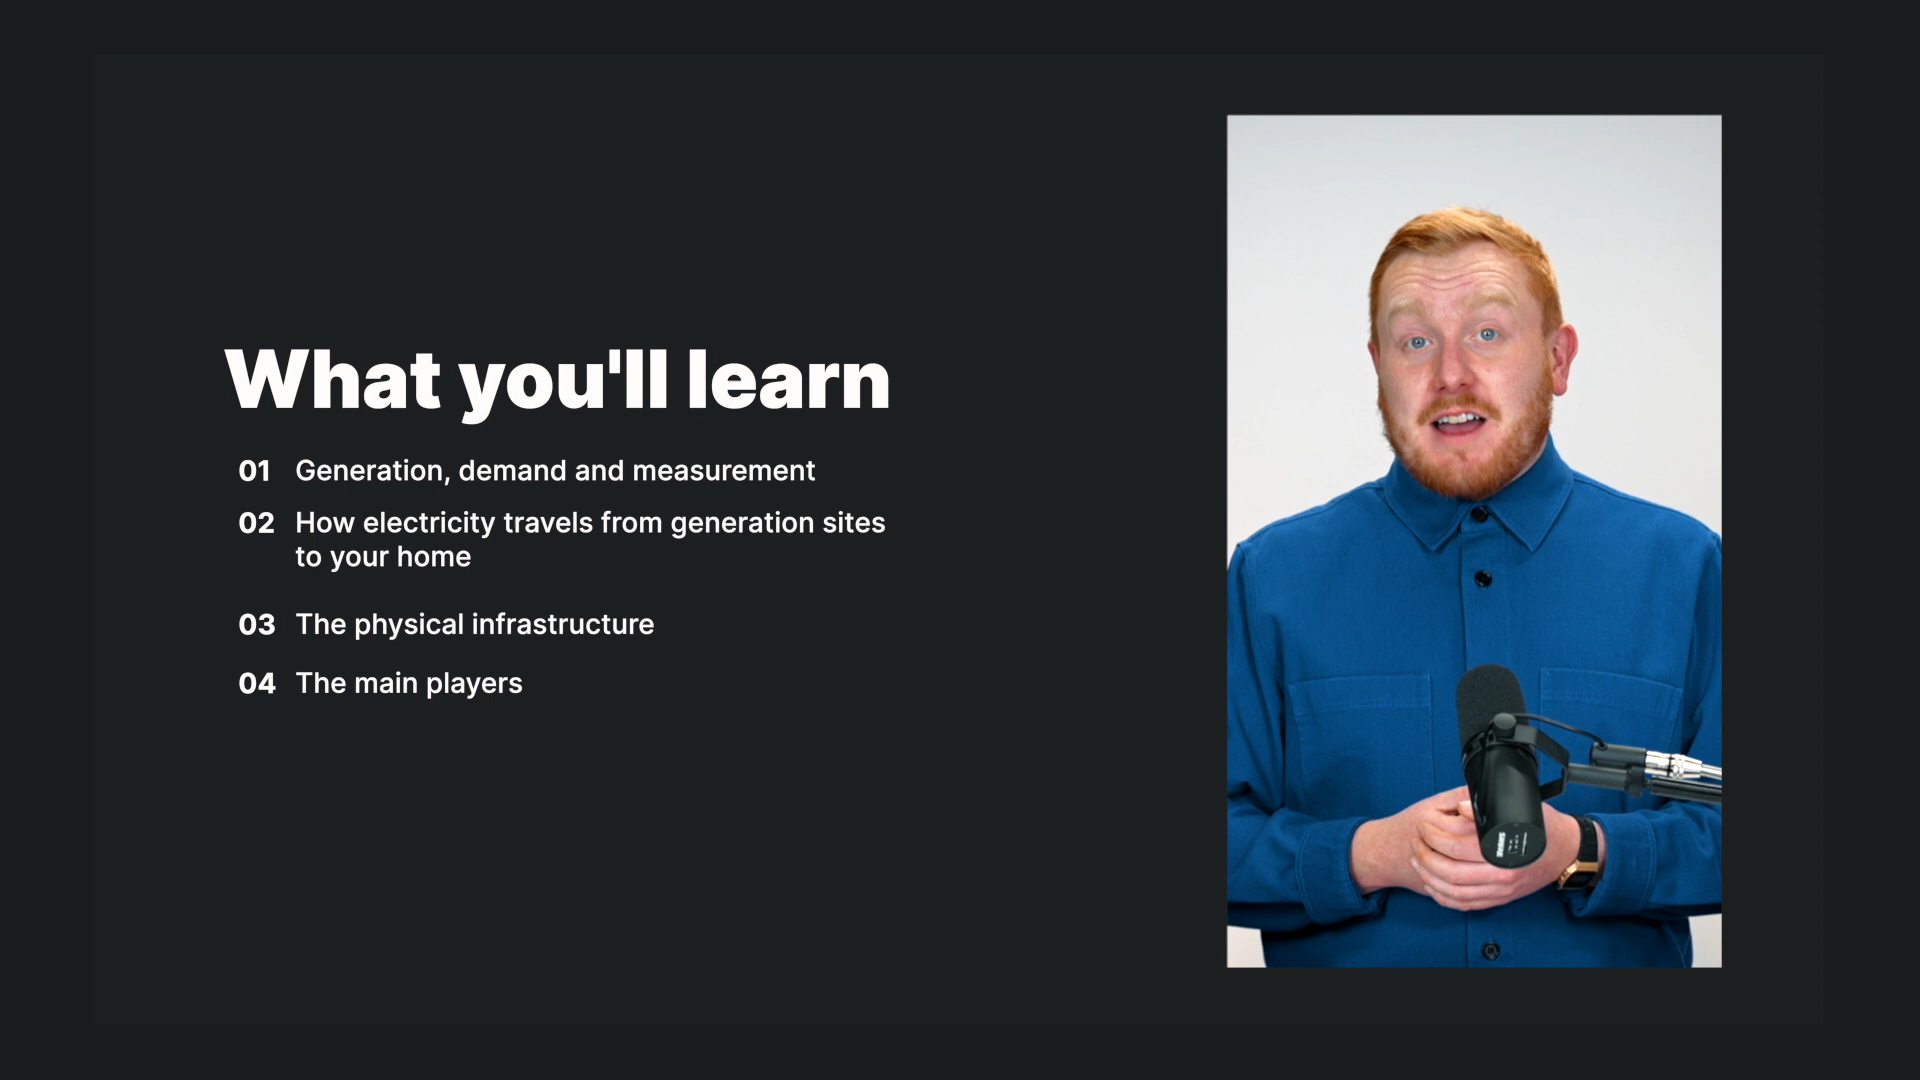 What you'll learn
01 Generation, demand and measurement
02 How electricity travels from generation sites
to your home
03 The physical infrastructure
04 The main players
SHURE